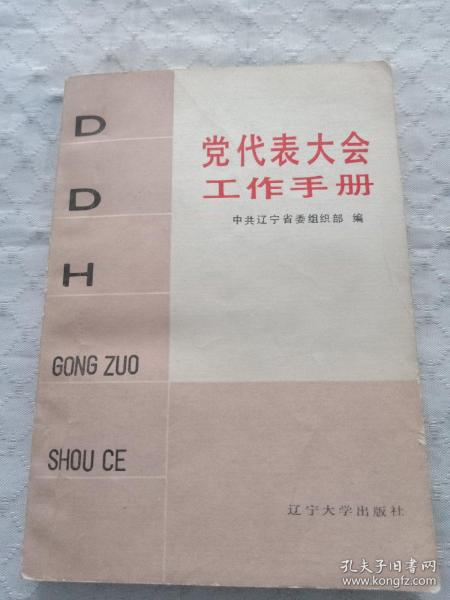 D
D
H
GONG ZUO
SHOU CE
党代表大会
工作手册
中共辽宁省委组织部 编
辽宁大学出版社
孔夫子旧书网
www.kongfz.com